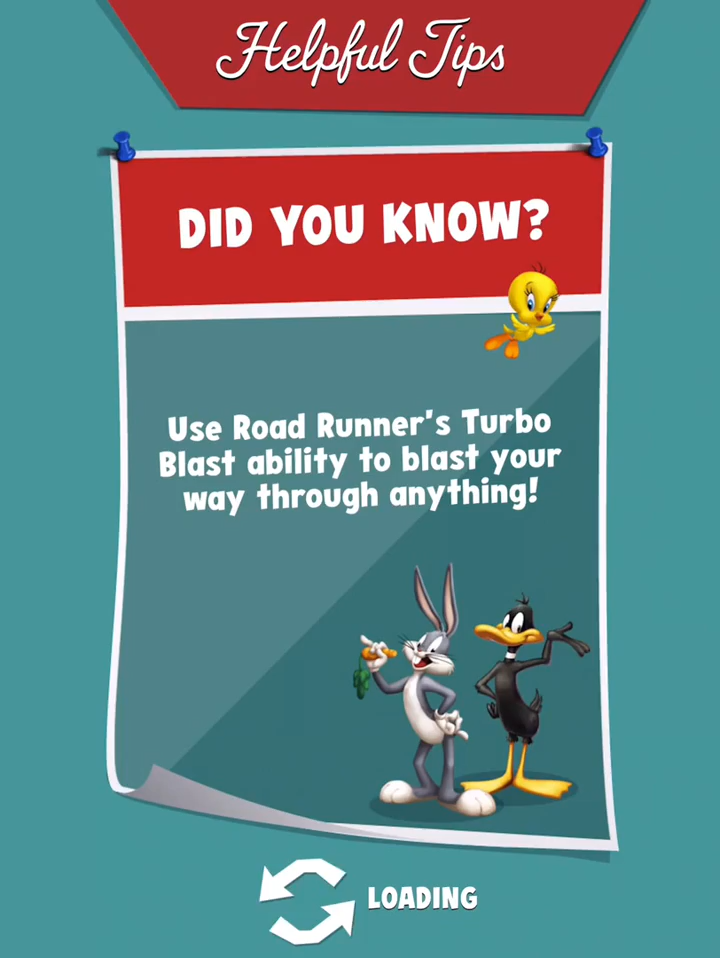 Helpful Tips
DID YOU KNOW?
Use Road Runner's Turbo
Blast ability to blast your
way through anything!
LOADING